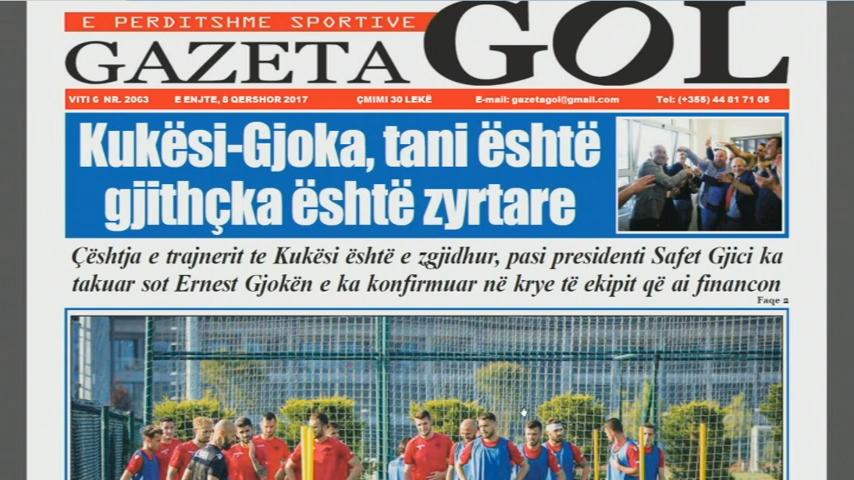 E PERDITSHME SPORTIVE
GAZETA GOL
VITI 6 NR. 2063 E ENJTE, 8 QERSHOR 2017 ÇMIMI 30 LEKË E-mail: gazetagol@gmail.com Tel: (+355) 44 81 71 05
Kukësi-Gjoka, tani është
gjithçka është zyrtare
Çështja e trajnerit te Kukësi është e zgjidhur, pasi presidenti Safet Gjici ka
takuar sot Ernest Gjokën e ka konfirmuar në krye të ekipit që ai financon
Faqe 2